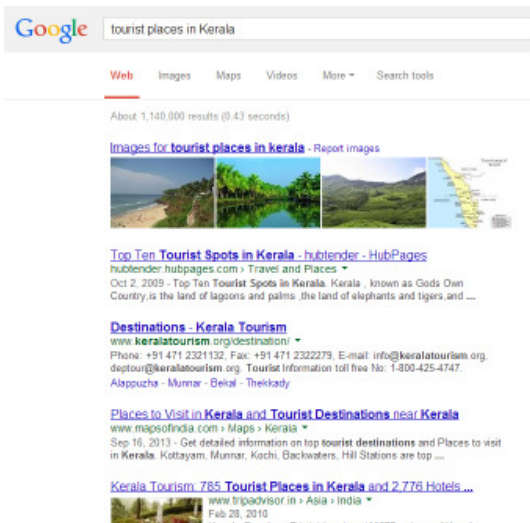 Google
tourist places in Kerala
Web Images Maps Videos More Search tools
About 1,140,000 results (0.43 seconds)
Images for tourist places in kerala - Report images
Top Ten Tourist Spots in Kerala - hubtender - HubPages
hubtender.hubpages.com › Travel and Places
Oct 2, 2009 - Top Ten Tourist Spots in Kerala. Kerala , known as Gods Own
Country,is the land of lagoons and palms ,the land of elephants and tigers,and ....
Destinations - Kerala Tourism
www.keralatourism.org/destination/
Phone: +91 471 2321132, Fax: +91 471 2322279, E-mail: info@keralatourism.org,
deptour@keralatourism.org. Tourist Information toll free No: 1-800-425-4747.
Alappuzha - Munnar - Bekal - Thekkady
Places to Visit in Kerala and Tourist Destinations near Kerala
www.mapsofindia.com › Maps › Kerala
Sep 16, 2013 - Get detailed information on top tourist destinations and Places to visit
in Kerala. Kottayam, Munnar, Kochi, Backwaters, Hill Stations are top ....
Kerala Tourism: 785 Tourist Places in Kerala and 2,776 Hotels ...
www.tripadvisor.in › Asia › India
Feb 28, 2010